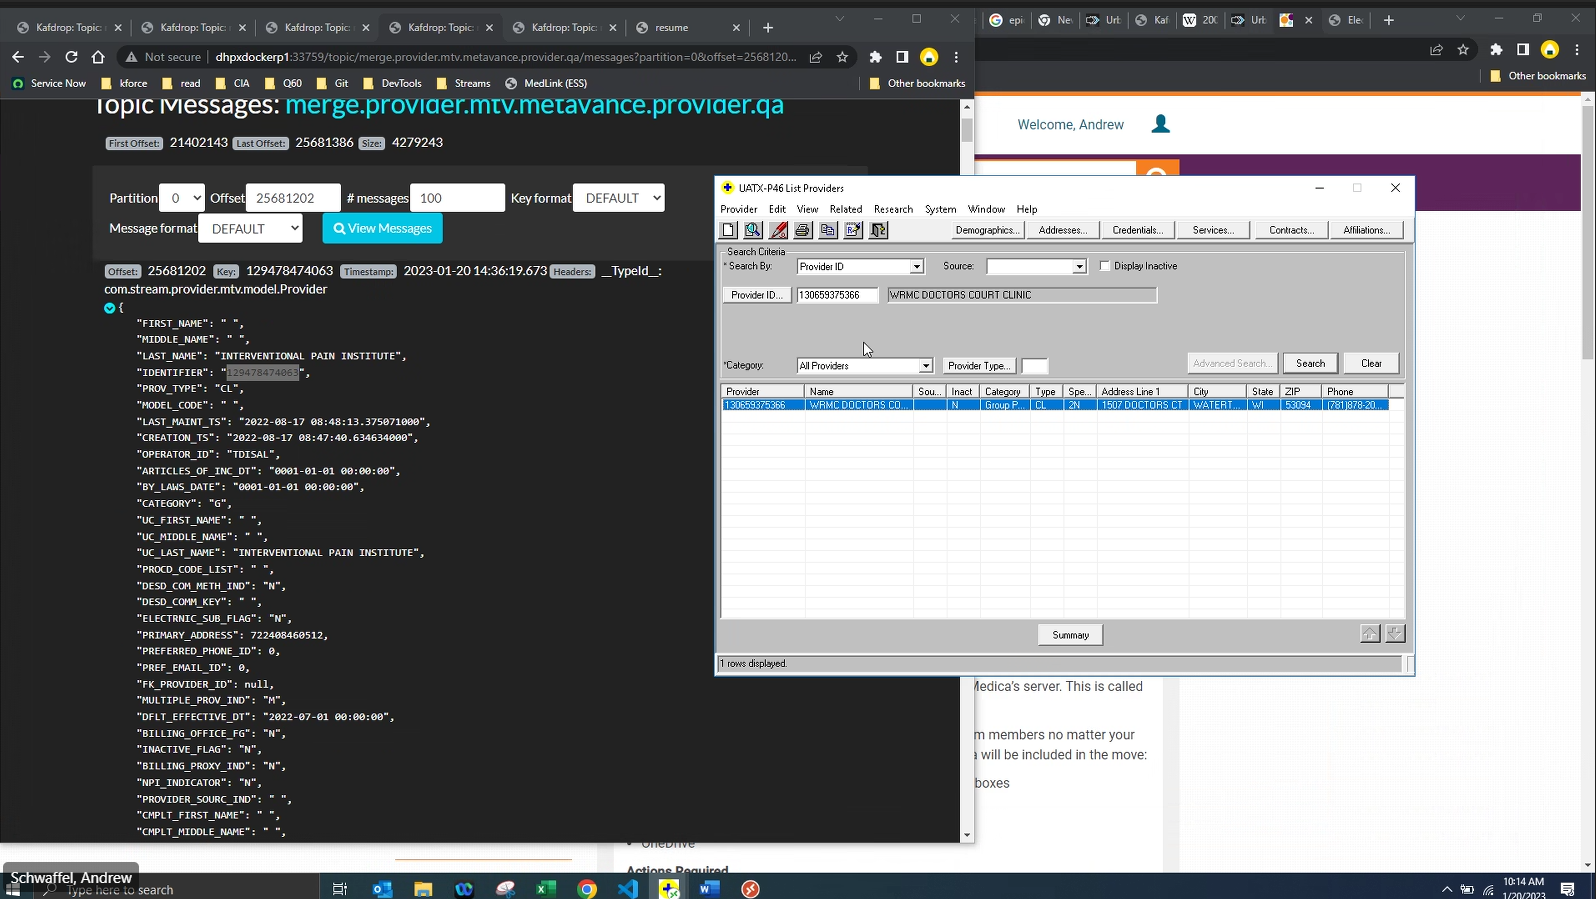 Kafdrop: Topic: Kafdrop: Topic: Kafdrop: Topic: Kafdrop: Topic: Kafdrop: Topic: resume
epi Ne Urb Kaf 200 Urb Ele
Not secure dhpxdockerp1:33759/topic/merge.provider.mtv.metavance.provider.qa/messages?partition=0&offset=2568120...
Service Now kforce read CIA Q60 Git DevTools Streams MedLink (ESS) Other bookmarks
Other bookmarks
Topic Messages: merge.provider.mtv.metavance.provider.qa
Welcome, Andrew
First Offset: 21402143 Last Offset: 25681386 Size: 4279243
Partition 0 Offset 25681202 # messages 100 Key format DEFAULT
Message format DEFAULT View Messages
Offset: 25681202 Key: 129478474063 Timestamp: 2023-01-20 14:36:19.673 Headers: __TypeId__:
com.stream.provider.mtv.model.Provider
{
"FIRST_NAME": " ",
"MIDDLE_NAME": " ",
"LAST_NAME": "INTERVENTIONAL PAIN INSTITUTE",
"IDENTIFIER": "129478474063",
"PROV_TYPE": "CL",
"MODEL_CODE": " ",
"LAST_MAINT_TS": "2022-08-17 08:48:13.375071000",
"CREATION_TS": "2022-08-17 08:47:40.634634000",
"OPERATOR_ID": "TDISAL",
"ARTICLES_OF_INC_DT": "0001-01-01 00:00:00",
"BY_LAWS_DATE": "0001-01-01 00:00:00",
"CATEGORY": "G",
"UC_FIRST_NAME": " ",
"UC_MIDDLE_NAME": " ",
"UC_LAST_NAME": "INTERVENTIONAL PAIN INSTITUTE",
"PROCD_CODE_LIST": " ",
"DESD_COM_METH_IND": "N",
"DESD_COMM_KEY": " ",
"ELECTRNIC_SUB_FLAG": "N",
"PRIMARY_ADDRESS": 722408460512,
"PREFERRED_PHONE_ID": 0,
"PREF_EMAIL_ID": 0,
"FK_PROVIDER_ID": null,
"MULTIPLE_PROV_IND": "M",
"DFLT_EFFECTIVE_DT": "2022-07-01 00:00:00",
"BILLING_OFFICE_FG": "N",
"INACTIVE_FLAG": "N",
"BILLING_PROXY_IND": "N",
"NPI_INDICATOR": "N",
"PROVIDER_SOURC_IND": " ",
"CMPLT_FIRST_NAME": " ",
"CMPLT_MIDDLE_NAME": " ",
UATX-P46 List Providers
Provider Edit View Related Research System Window Help
Demographics... Addresses... Credentials... Services... Contracts... Affiliations...
Search Criteria
* Search By: Provider ID Source: Display Inactive
Provider ID... 130659375366 WRMC DOCTORS COURT CLINIC
*Category: All Providers Provider Type... Advanced Search... Search Clear
Provider Name Sou... Inact Category Type Spe... Address Line 1 City State ZIP Phone
130659375366 WRMC DOCTORS CO... N Group P... CL 2N 1507 DOCTORS CT WATERT... WI 53094 (781)878-20...
Summary
1 rows displayed.
Medica's server. This is called
m members no matter your
a will be included in the move:
boxes
OneDrive
Actions Required
Schwaffel, Andrew
Type here to search
10:14 AM
1/20/2023